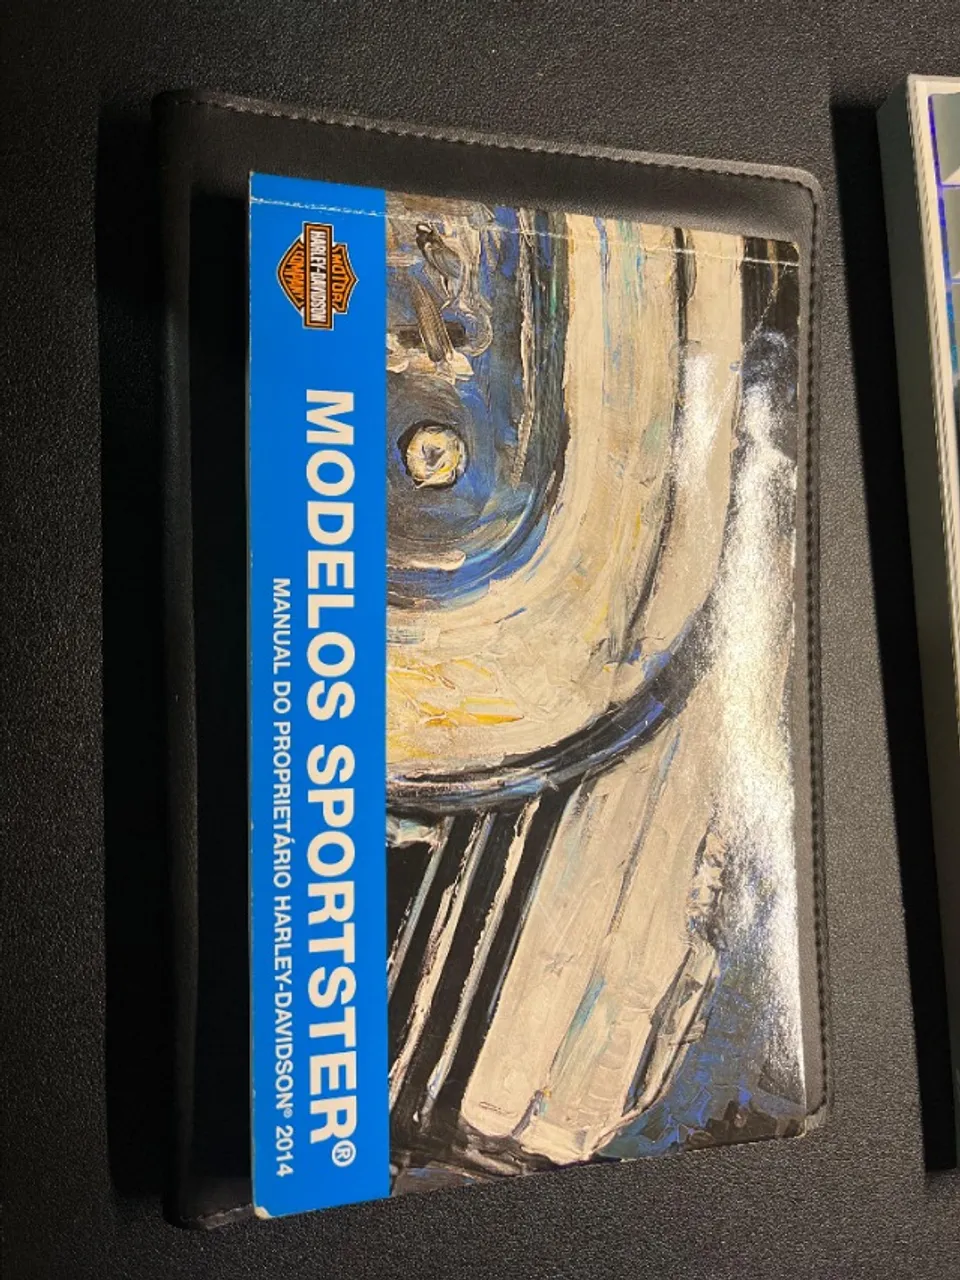 MOTOR
HARLEY-DAVIDSON
COMPANY
MODELOS SPORTSTER®
MANUAL DO PROPRIETÁRIO HARLEY-DAVIDSON® 2014